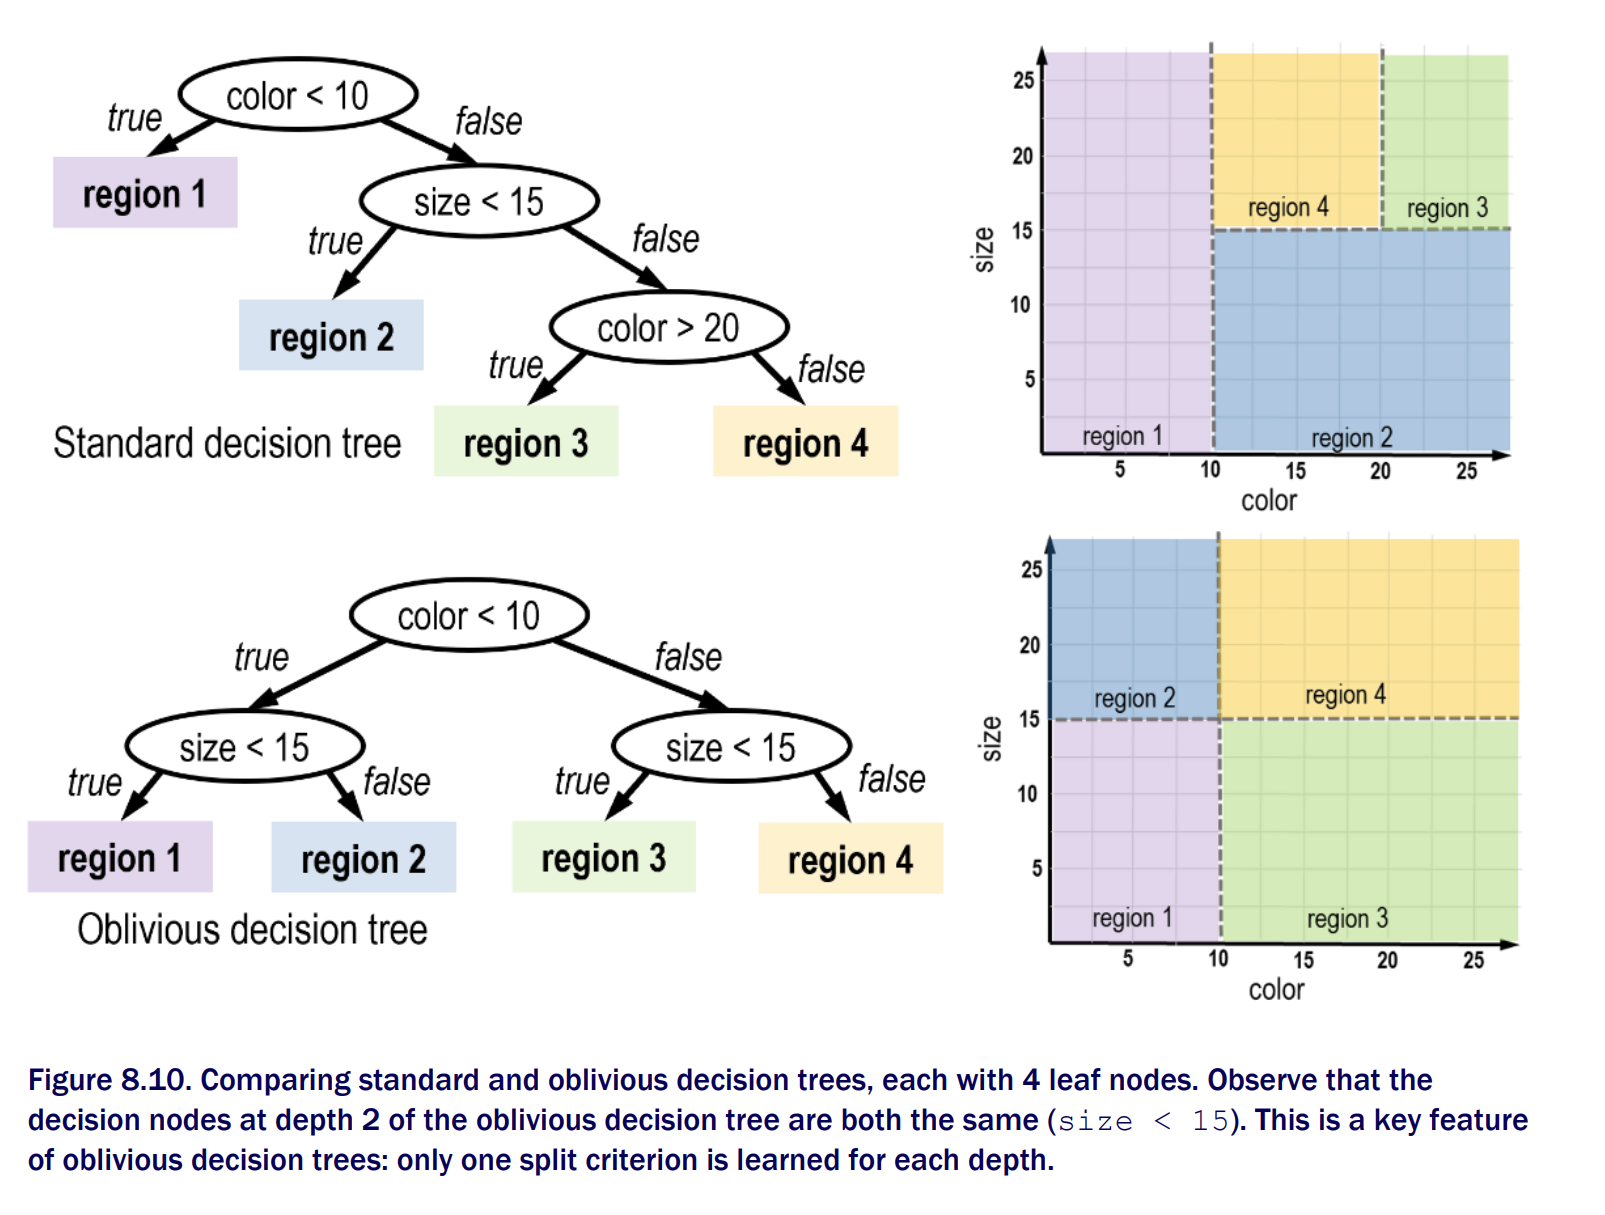 color < 10
true
false
region 1
size < 15
true
false
region 2
color > 20
true
false
Standard decision tree
region 3
region 4
25
20
15
10
5
size
region 4
region 3
region 1
region 2
5
10
15
20
25
color
color < 10
true
false
size < 15
size < 15
true
false
true
false
region 1
region 2
region 3
region 4
Oblivious decision tree
25
20
15
10
5
size
region 2
region 4
region 1
region 3
5
10
15
20
25
color
Figure 8.10. Comparing standard and oblivious decision trees, each with 4 leaf nodes. Observe that the
decision nodes at depth 2 of the oblivious decision tree are both the same (size < 15). This is a key feature
of oblivious decision trees: only one split criterion is learned for each depth.